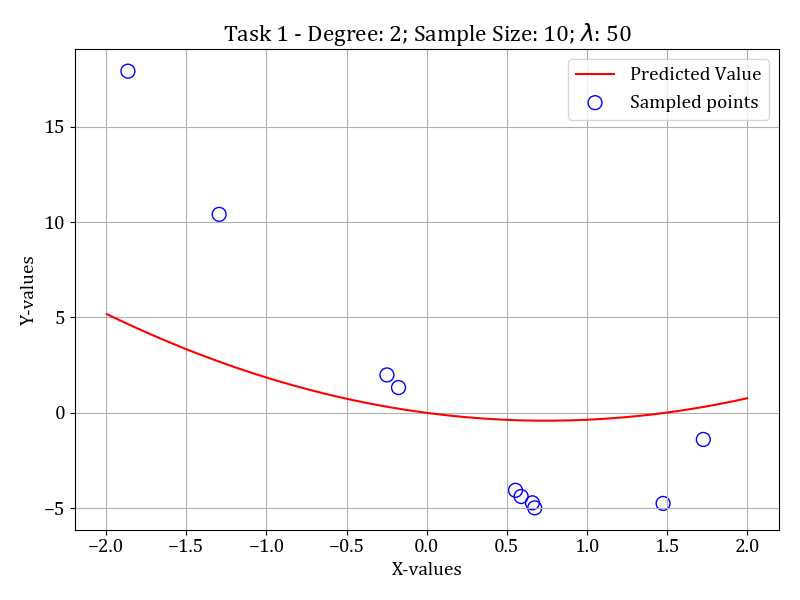 Task 1 - Degree: 2; Sample Size: 10; λ: 50
Predicted Value
Sampled points
Y-values
15
10
5
0
−5
−2.0 −1.5 −1.0 −0.5 0.0 0.5 1.0 1.5 2.0
X-values